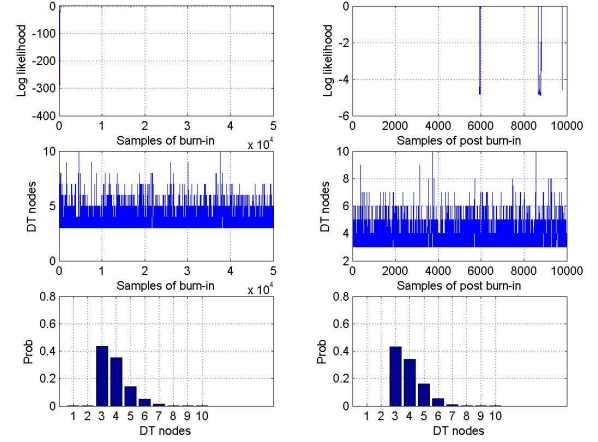 0
-100
-200
-300
-400
Log likelihood
0 1 2 3 4 5
Samples of burn-in
x 10^4
0
-2
-4
-6
Log likelihood
0 2000 4000 6000 8000 10000
Samples of post burn-in
10
5
0
DT nodes
0 1 2 3 4 5
Samples of burn-in
x 10^4
10
8
6
4
2
DT nodes
0 2000 4000 6000 8000 10000
Samples of post burn-in
0.8
0.6
0.4
0.2
0
Prob
1 2 3 4 5 6 7 8 9 10
DT nodes
0.8
0.6
0.4
0.2
0
Prob
1 2 3 4 5 6 7 8 9 10
DT nodes